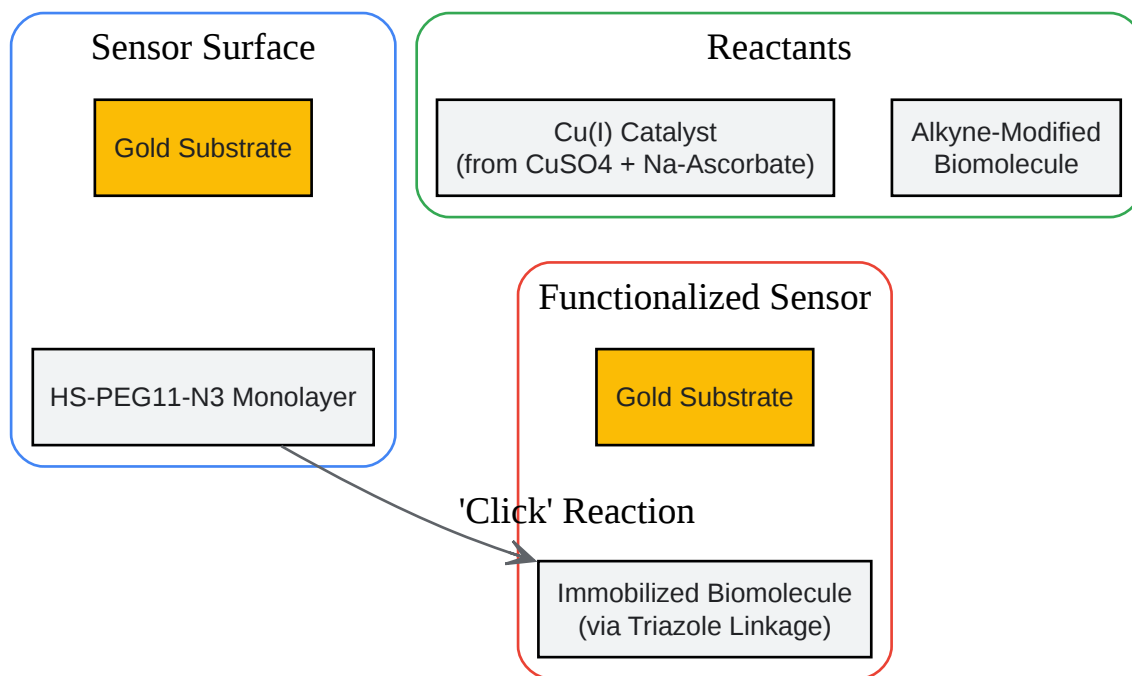 Sensor Surface
Gold Substrate
HS-PEG11-N3 Monolayer
Reactants
Cu(I) Catalyst
(from CuSO4 + Na-Ascorbate)
Alkyne-Modified
Biomolecule
'Click' Reaction
Functionalized Sensor
Gold Substrate
Immobilized Biomolecule
(via Triazole Linkage)